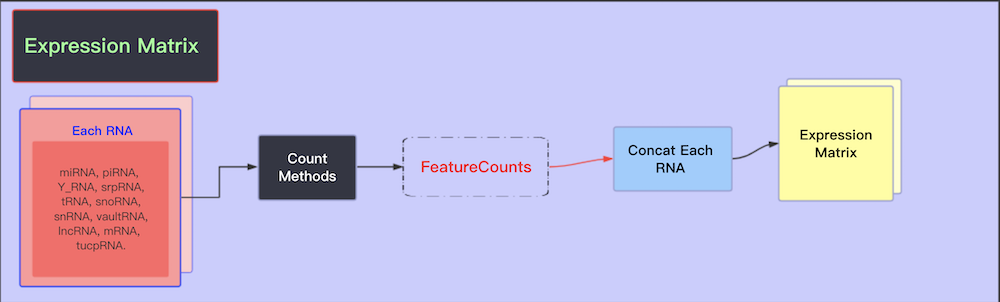 Expression Matrix
Each RNA
miRNA, piRNA,
Y_RNA, srpRNA,
tRNA, snoRNA,
snRNA, vaultRNA,
lncRNA, mRNA,
tucpRNA.
Count
Methods
FeatureCounts
Concat Each
RNA
Expression
Matrix